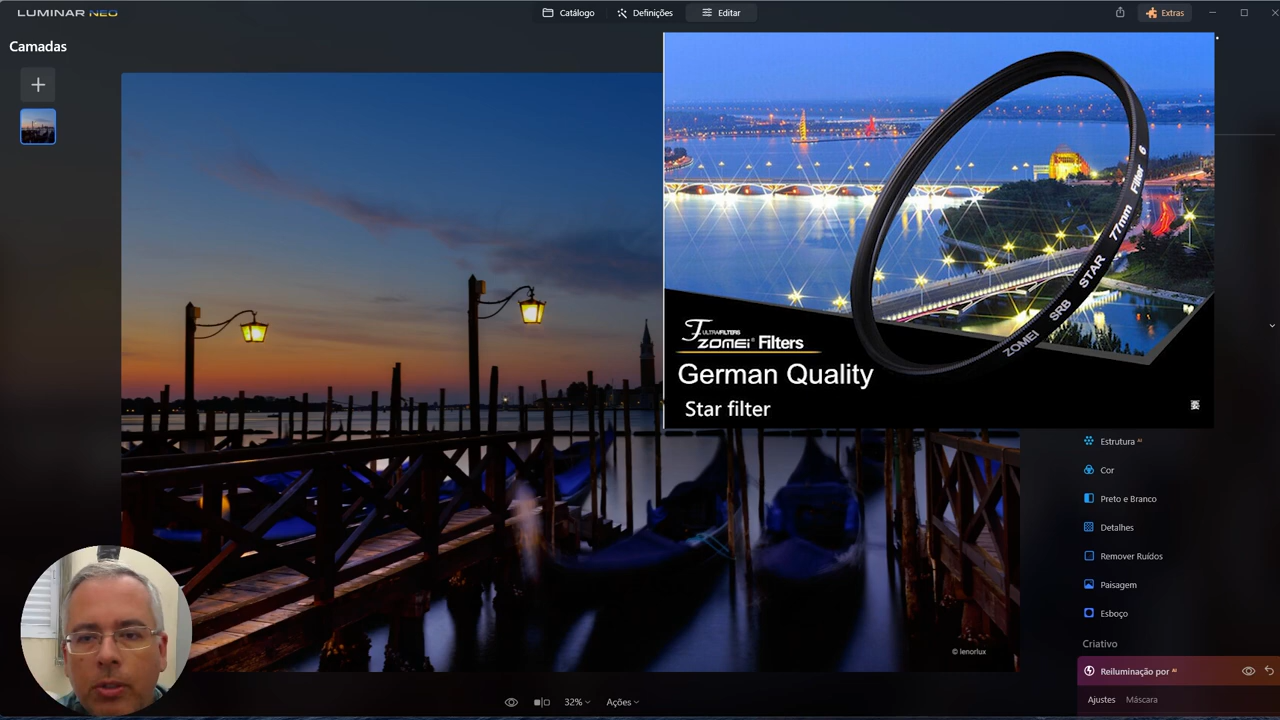 LUMINAR NEO
Catálogo
Definições
Editar
Extras
Camadas
ULTRAFILTERS
ZOMEI® Filters
German Quality
Star filter
ZOMEI SRB STAR 77mm Filter 6
Estrutura AI
Cor
Preto e Branco
Detalhes
Remover Ruídos
Paisagem
Esboço
Criativo
Reiluminação por AI
Ajustes
Máscara
© lenorlux
32%
Ações